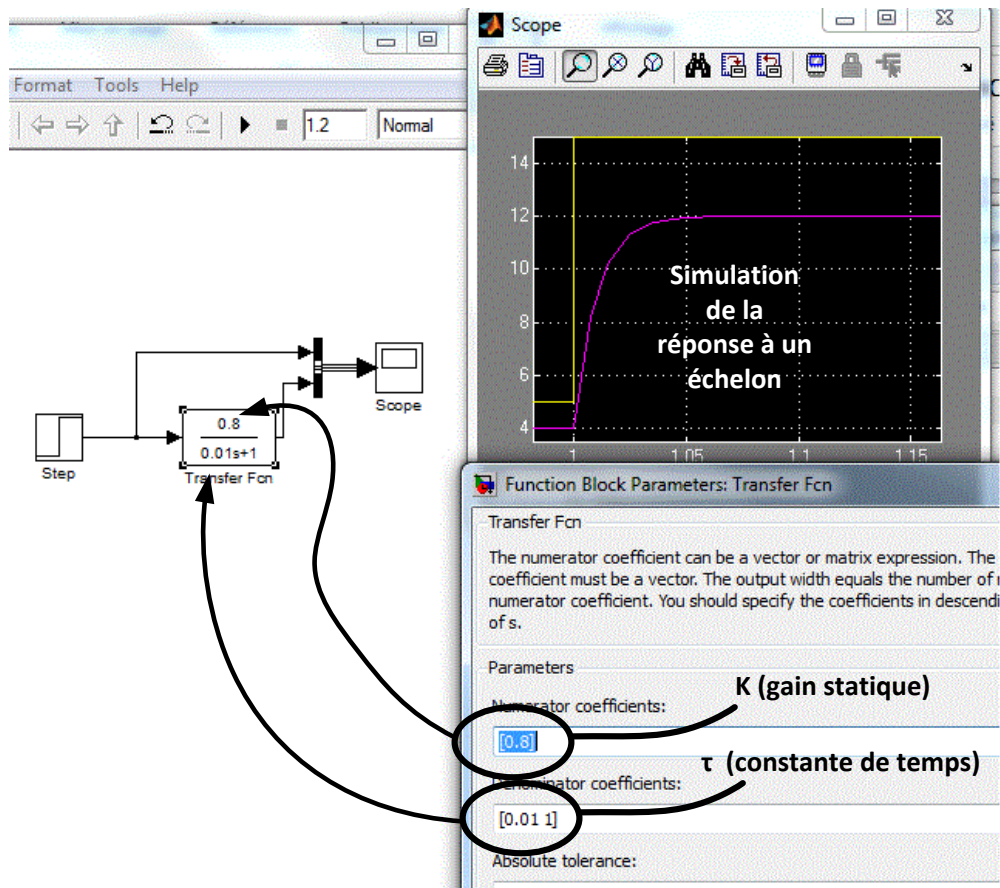 Scope
Format Tools Help
1.2 Normal
14
12
10
8
6
4
1 1.05 1.1 1.15
Simulation
de la
réponse à un
échelon
Step
0.8
0.01s+1
Transfer Fcn
Scope
Function Block Parameters: Transfer Fcn
Transfer Fcn
The numerator coefficient can be a vector or matrix expression. The
coefficient must be a vector. The output width equals the number of
numerator coefficient. You should specify the coefficients in descendi
of s.
Parameters
K (gain statique)
Numerator coefficients:
[0.8]
τ (constante de temps)
Denominator coefficients:
[0.01 1]
Absolute tolerance: